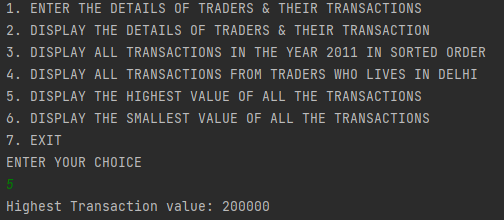 1. ENTER THE DETAILS OF TRADERS & THEIR TRANSACTIONS
2. DISPLAY THE DETAILS OF TRADERS & THEIR TRANSACTION
3. DISPLAY ALL TRANSACTIONS IN THE YEAR 2011 IN SORTED ORDER
4. DISPLAY ALL TRANSACTIONS FROM TRADERS WHO LIVES IN DELHI
5. DISPLAY THE HIGHEST VALUE OF ALL THE TRANSACTIONS
6. DISPLAY THE SMALLEST VALUE OF ALL THE TRANSACTIONS
7. EXIT
ENTER YOUR CHOICE
5
Highest Transaction value: 200000